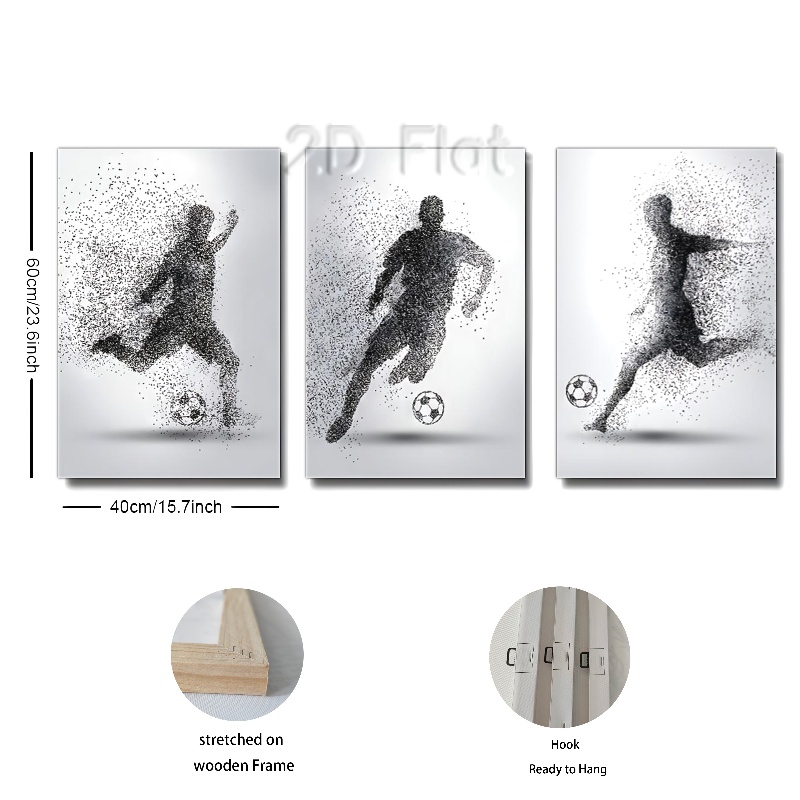 2D Flat
60cm/23.6inch
40cm/15.7inch
stretched on
wooden Frame
Hook
Ready to Hang